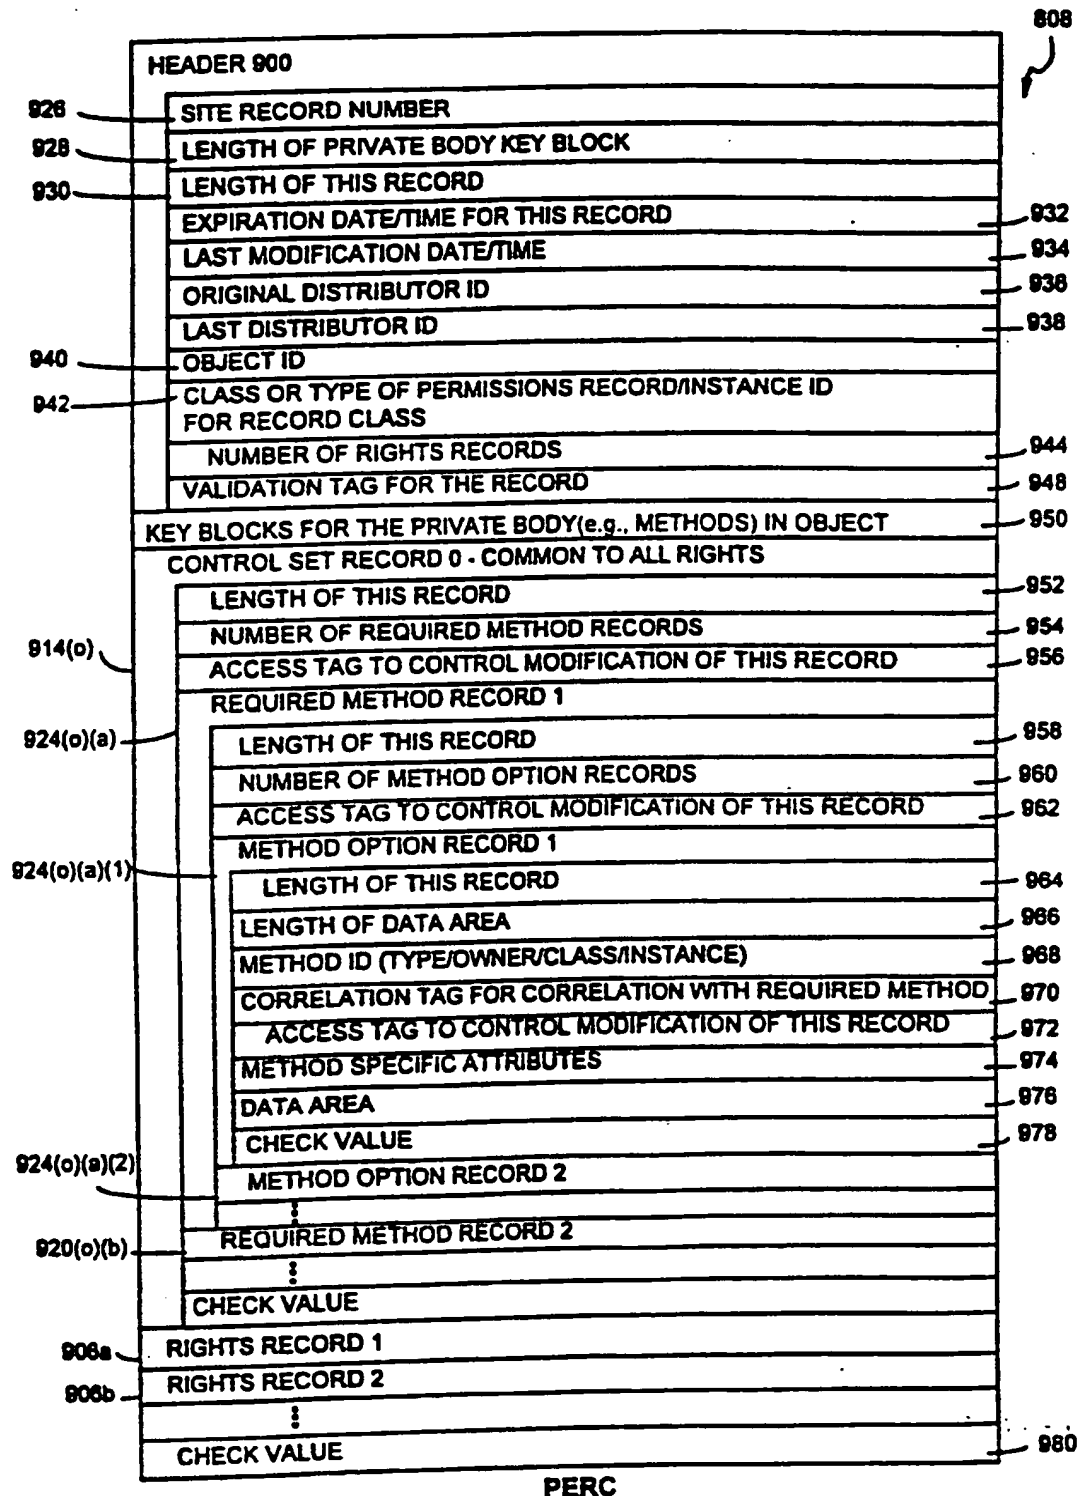 808
HEADER 900
926 SITE RECORD NUMBER
928 LENGTH OF PRIVATE BODY KEY BLOCK
930 LENGTH OF THIS RECORD
EXPIRATION DATE/TIME FOR THIS RECORD 932
LAST MODIFICATION DATE/TIME 934
ORIGINAL DISTRIBUTOR ID 936
LAST DISTRIBUTOR ID 938
940 OBJECT ID
942 CLASS OR TYPE OF PERMISSIONS RECORD/INSTANCE ID
FOR RECORD CLASS
NUMBER OF RIGHTS RECORDS 944
VALIDATION TAG FOR THE RECORD 948
KEY BLOCKS FOR THE PRIVATE BODY(e.g., METHODS) IN OBJECT 950
CONTROL SET RECORD 0 - COMMON TO ALL RIGHTS
LENGTH OF THIS RECORD 952
NUMBER OF REQUIRED METHOD RECORDS 954
914(o) ACCESS TAG TO CONTROL MODIFICATION OF THIS RECORD 956
REQUIRED METHOD RECORD 1
924(o)(a) LENGTH OF THIS RECORD 958
NUMBER OF METHOD OPTION RECORDS 960
ACCESS TAG TO CONTROL MODIFICATION OF THIS RECORD 962
METHOD OPTION RECORD 1
924(o)(a)(1) LENGTH OF THIS RECORD 964
LENGTH OF DATA AREA 966
METHOD ID (TYPE/OWNER/CLASS/INSTANCE) 968
CORRELATION TAG FOR CORRELATION WITH REQUIRED METHOD 970
ACCESS TAG TO CONTROL MODIFICATION OF THIS RECORD 972
METHOD SPECIFIC ATTRIBUTES 974
DATA AREA 976
CHECK VALUE 978
924(o)(a)(2) METHOD OPTION RECORD 2
920(o)(b) REQUIRED METHOD RECORD 2
CHECK VALUE
906a RIGHTS RECORD 1
906b RIGHTS RECORD 2
CHECK VALUE 980
PERC